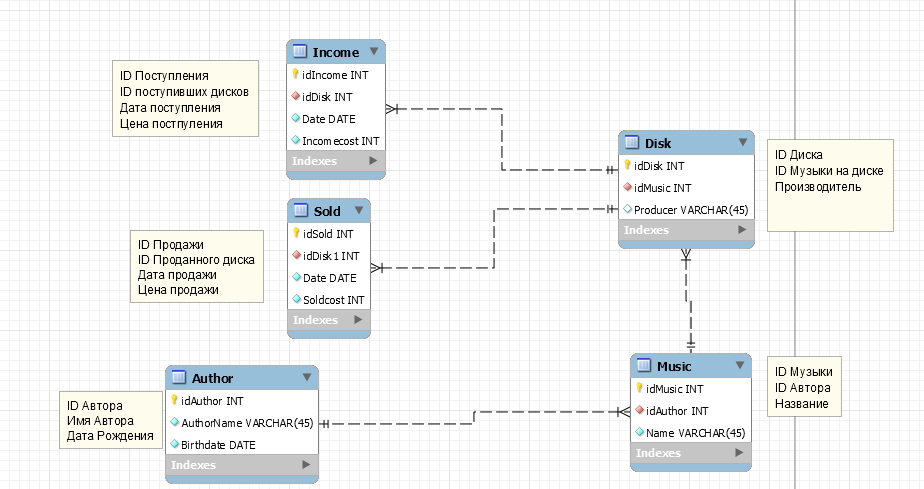 ID Поступления
ID поступивших дисков
Дата поступления
Цена постпуления
Income
idIncome INT
idDisk INT
Date DATE
Incomecost INT
Indexes
Disk
idDisk INT
idMusic INT
Producer VARCHAR(45)
Indexes
ID Диска
ID Музыки на диске
Производитель
ID Продажи
ID Проданного диска
Дата продажи
Цена продажи
Sold
idSold INT
idDisk1 INT
Date DATE
Soldcost INT
Indexes
ID Автора
Имя Автора
Дата Рождения
Author
idAuthor INT
AuthorName VARCHAR(45)
Birthdate DATE
Indexes
Music
idMusic INT
idAuthor INT
Name VARCHAR(45)
Indexes
ID Музыки
ID Автора
Название